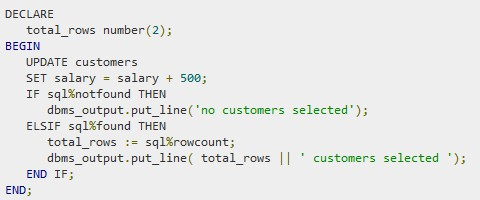 DECLARE
   total_rows number(2);
BEGIN
   UPDATE customers
   SET salary = salary + 500;
   IF sql%notfound THEN
      dbms_output.put_line('no customers selected');
   ELSIF sql%found THEN
      total_rows := sql%rowcount;
      dbms_output.put_line( total_rows || ' customers selected ');
   END IF;
END;